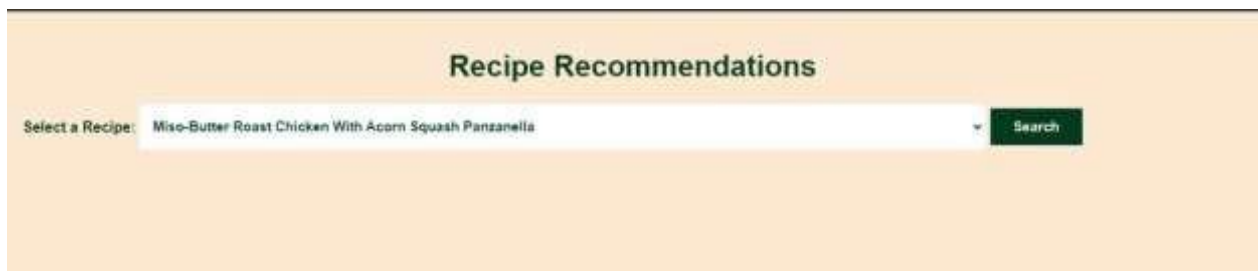 Recipe Recommendations
Select a Recipe: Miso-Butter Roast Chicken With Acorn Squash Panzanella Search